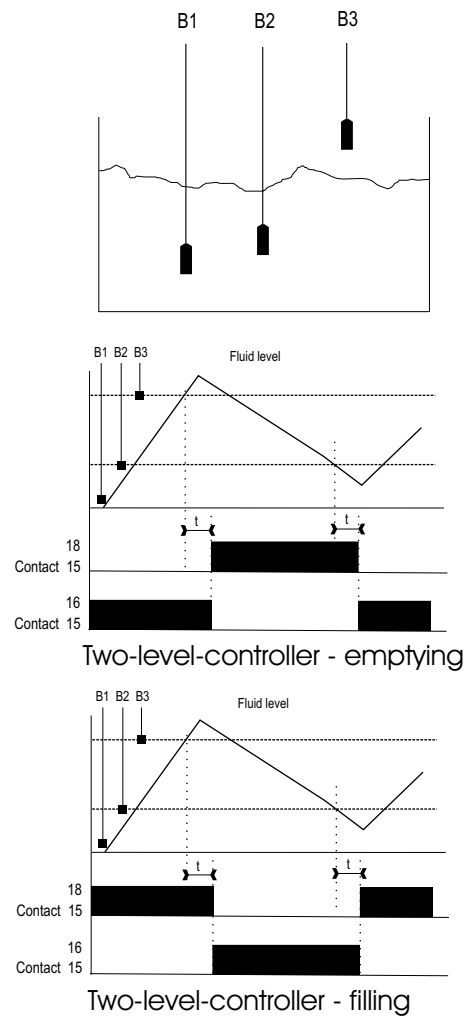 B1 B2 B3
B1 B2 B3 Fluid level
t t
18
Contact 15
16
Contact 15
Two-level-controller - emptying
B1 B2 B3 Fluid level
t t
18
Contact 15
16
Contact 15
Two-level-controller - filling